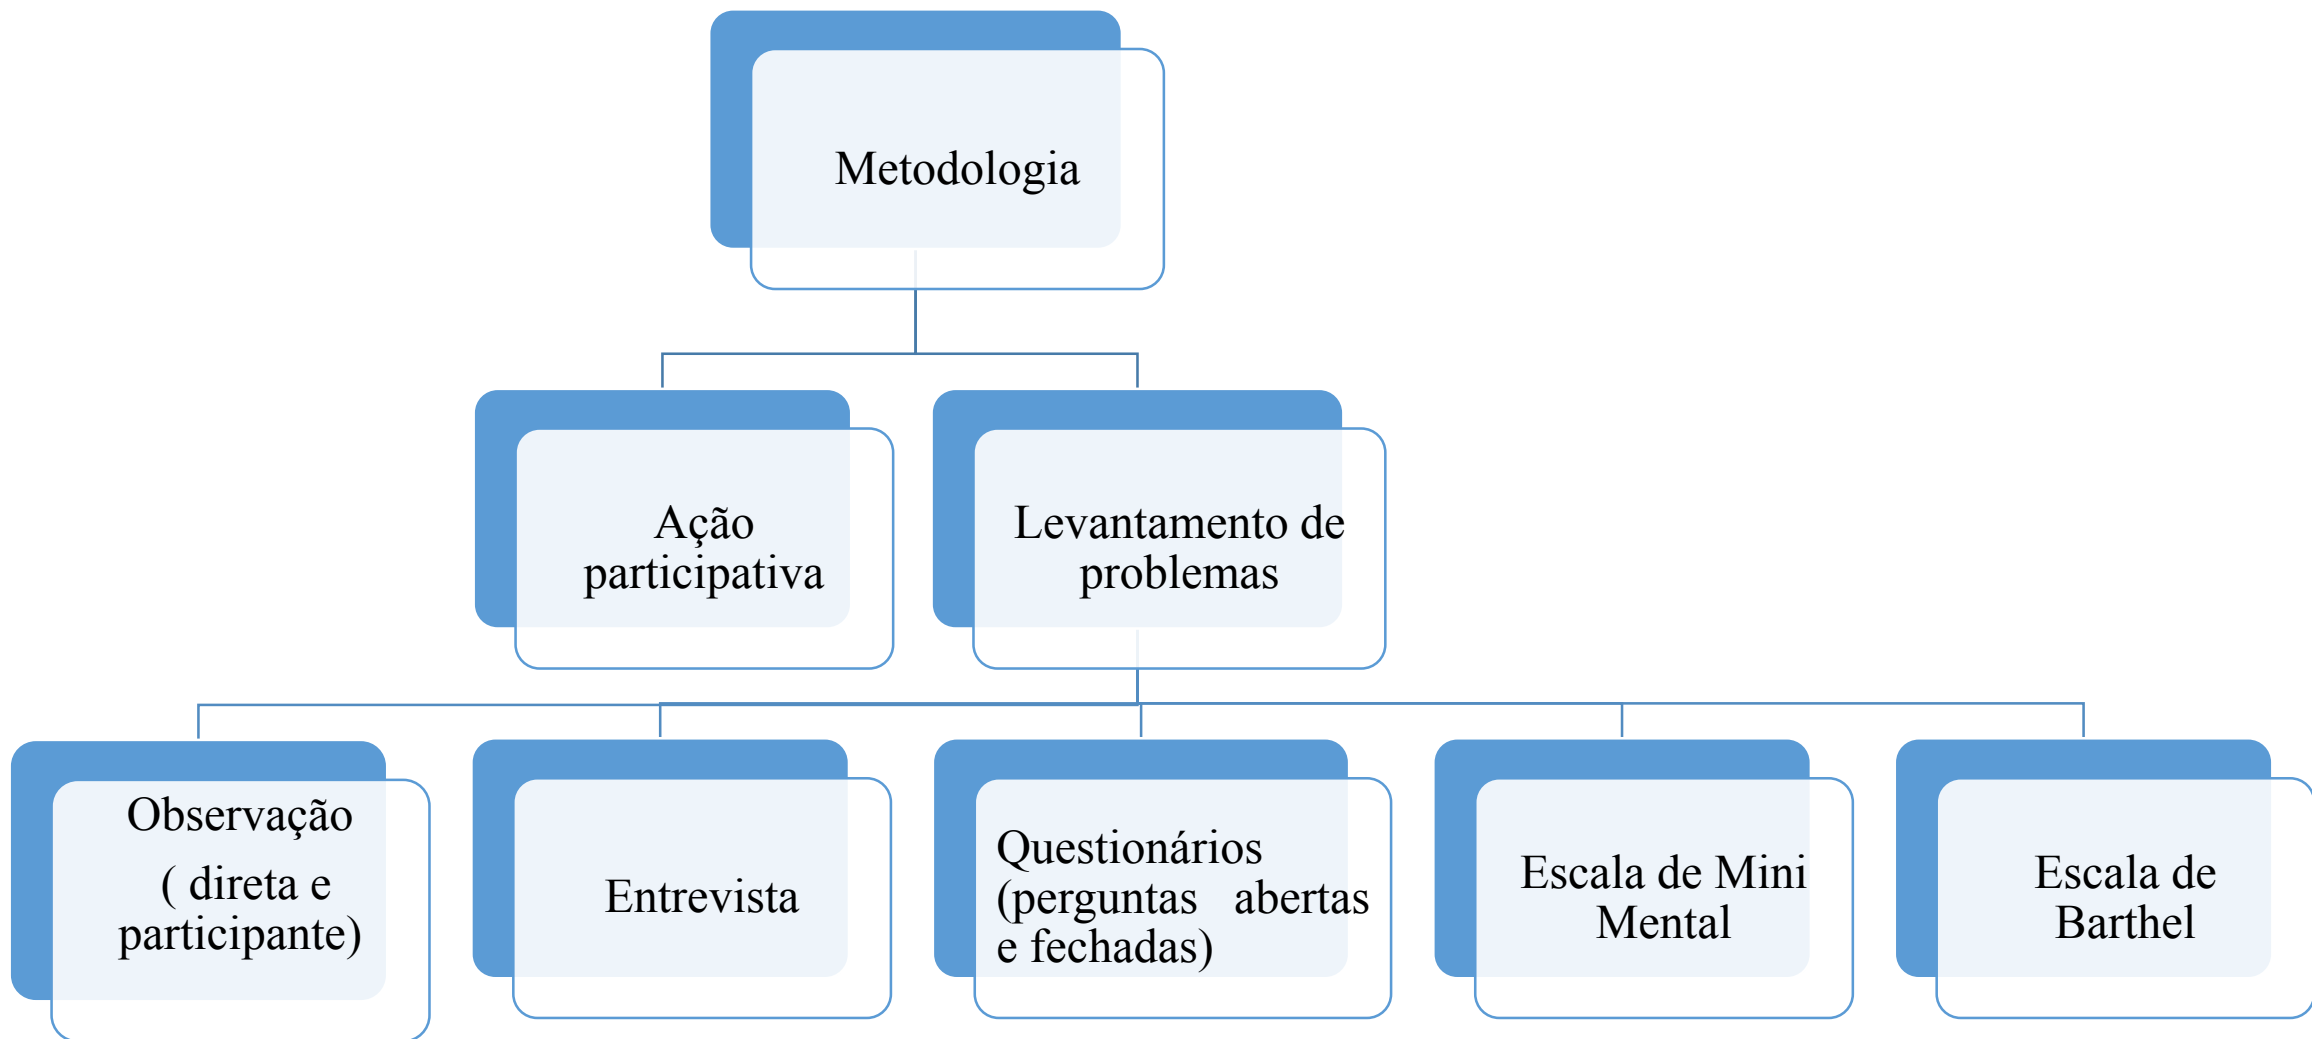 Metodologia
Ação
participativa
Levantamento de
problemas
Observação
( direta e
participante)
Entrevista
Questionários
(perguntas abertas
e fechadas)
Escala de Mini
Mental
Escala de
Barthel